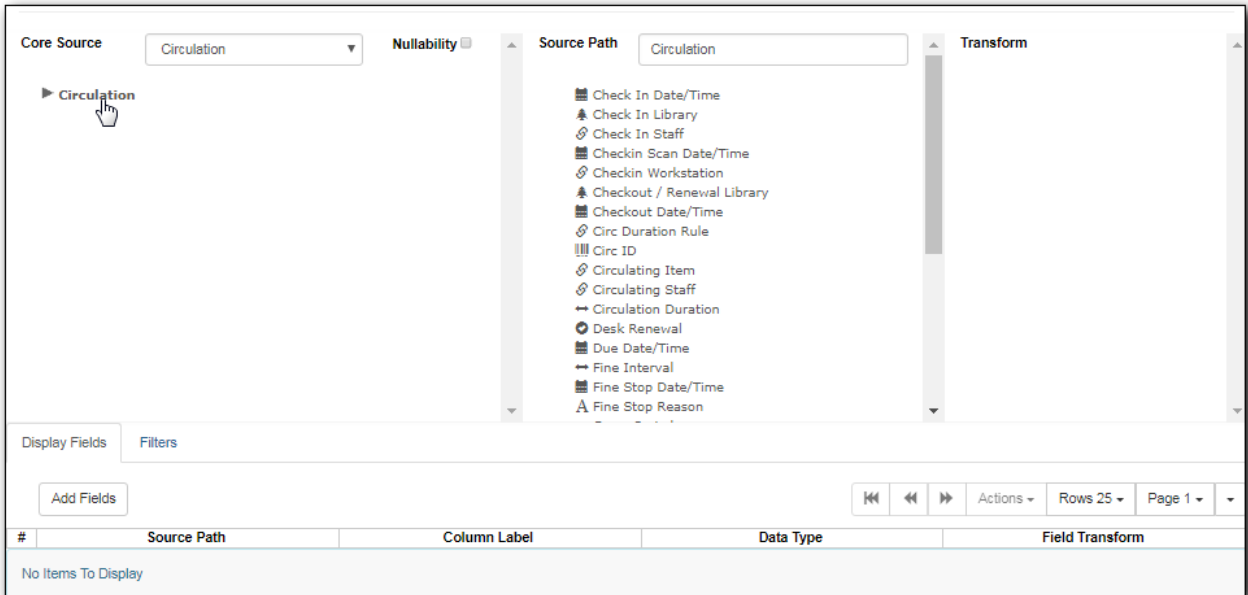 Core Source
Circulation
Nullability
Source Path
Circulation
Transform
Circulation
Check In Date/Time
Check In Library
Check In Staff
Checkin Scan Date/Time
Checkin Workstation
Checkout / Renewal Library
Checkout Date/Time
Circ Duration Rule
Circ ID
Circulating Item
Circulating Staff
Circulation Duration
Desk Renewal
Due Date/Time
Fine Interval
Fine Stop Date/Time
Fine Stop Reason
Display Fields
Filters
Add Fields
Actions
Rows 25
Page 1
# Source Path Column Label Data Type Field Transform
No Items To Display